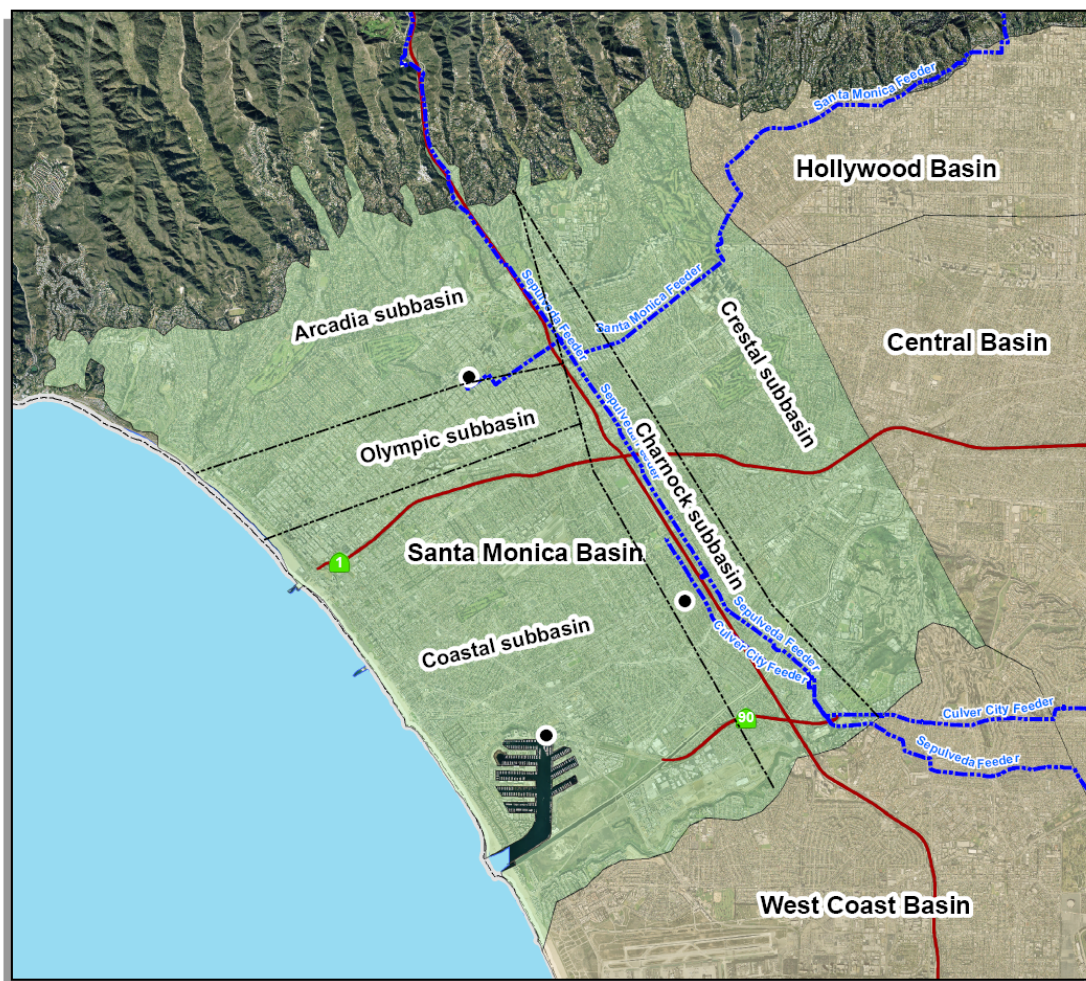 Santa Monica Feeder
Hollywood Basin
Sepulveda Feeder
Santa Monica Feeder
Arcadia subbasin
Crestal subbasin
Central Basin
Olympic subbasin
Sepulveda Feeder
Charnock subbasin
Santa Monica Basin
1
Coastal subbasin
Sepulveda Feeder
Culver City Feeder
90
Culver City Feeder
Sepulveda Feeder
West Coast Basin